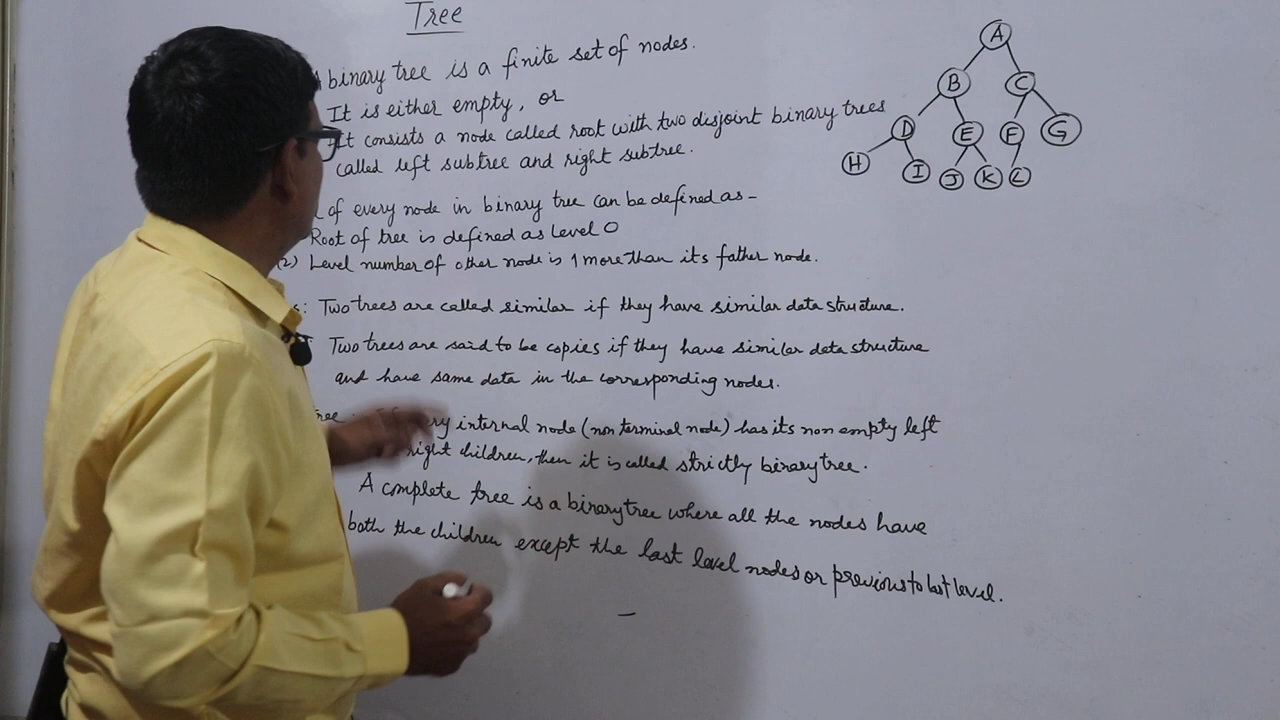 Tree
binary tree is a finite set of nodes.
It is either empty, or
It consists a node called root with two disjoint binary trees
called left subtree and right subtree.
of every node in binary tree can be defined as -
Root of tree is defined as level 0
(2) Level number of other node is 1 more than its father node.
: Two trees are called similar if they have similar data structure.
Two trees are said to be copies if they have similar data structure
and have same data in the corresponding nodes.
internal node (non terminal node) has its non empty left
right children, then it is called strictly binary tree.
A complete tree is a binary tree where all the nodes have
both the children except the last level nodes or previous to last level.
A
B C
D E F G
H I J K L